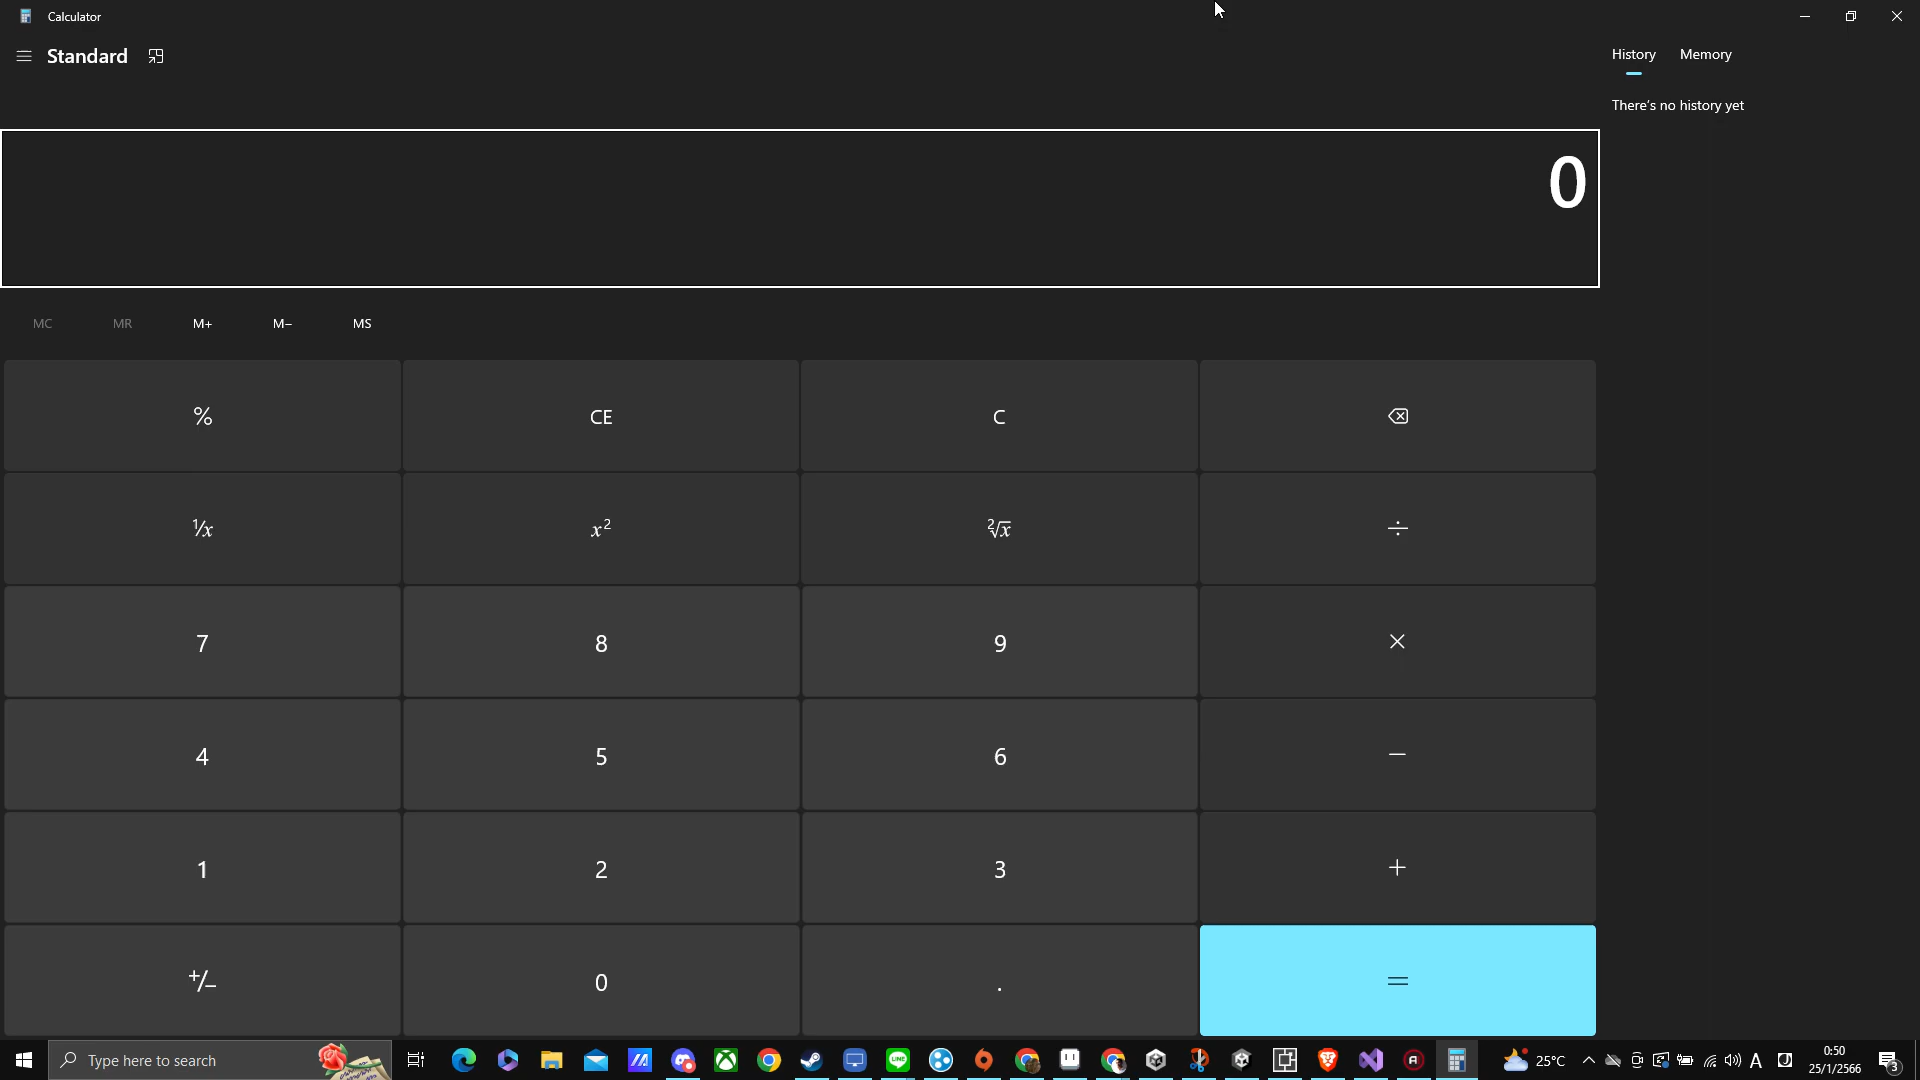 Calculator
Standard
History Memory
There's no history yet
0
MC MR M+ M− MS
% CE C
¹/x x² ²√x ÷
7 8 9 ×
4 5 6 −
1 2 3 +
+/− 0 . =
Type here to search
LINE
25°C
A
0:50
25/1/2566
3